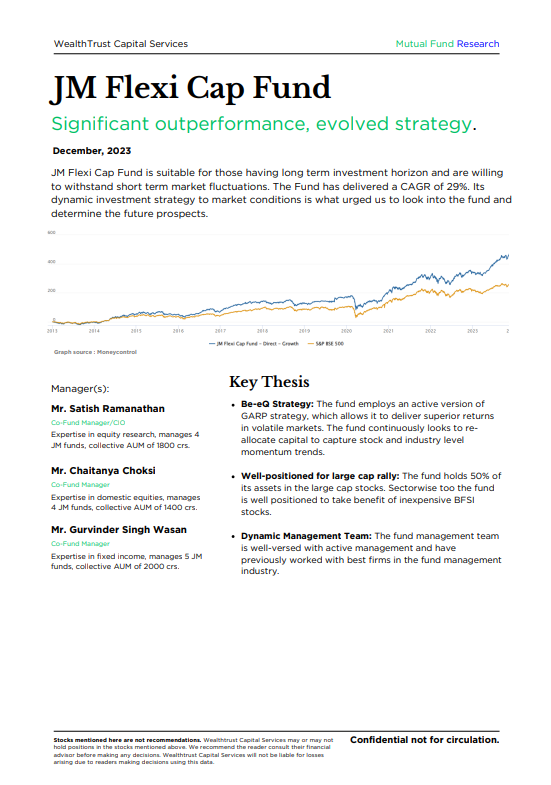 WealthTrust Capital Services
Mutual Fund Research
JM Flexi Cap Fund
Significant outperformance, evolved strategy.
December, 2023
JM Flexi Cap Fund is suitable for those having long term investment horizon and are willing
to withstand short term market fluctuations. The Fund has delivered a CAGR of 29%. Its
dynamic investment strategy to market conditions is what urged us to look into the fund and
determine the future prospects.
600
400
200
0
2013 2014 2015 2016 2017 2018 2019 2020 2021 2022 2023 2
JM Flexi Cap Fund - Direct - Growth S&P BSE 500
Graph source : Moneycontrol
Manager(s):
Mr. Satish Ramanathan
Co-Fund Manager/CIO
Expertise in equity research, manages 4
JM funds, collective AUM of 1800 crs.
Mr. Chaitanya Choksi
Co-Fund Manager
Expertise in domestic equities, manages
4 JM funds, collective AUM of 1400 crs.
Mr. Gurvinder Singh Wasan
Co-Fund Manager
Expertise in fixed income, manages 5 JM
funds, collective AUM of 2000 crs.
Key Thesis
• Be-eQ Strategy: The fund employs an active version of
GARP strategy, which allows it to deliver superior returns
in volatile markets. The fund continuously looks to re-
allocate capital to capture stock and industry level
momentum trends.
• Well-positioned for large cap rally: The fund holds 50% of
its assets in the large cap stocks. Sectorwise too the fund
is well positioned to take benefit of inexpensive BFSI
stocks.
• Dynamic Management Team: The fund management team
is well-versed with active management and have
previously worked with best firms in the fund management
industry.
Stocks mentioned here are not recommendations. Wealthtrust Capital Services may or may not
hold positions in the stocks mentioned above. We recommend the reader consult their financial
advisor before making any decisions. Wealthtrust Capital Services will not be liable for losses
arising due to readers making decisions using this data.
Confidential not for circulation.